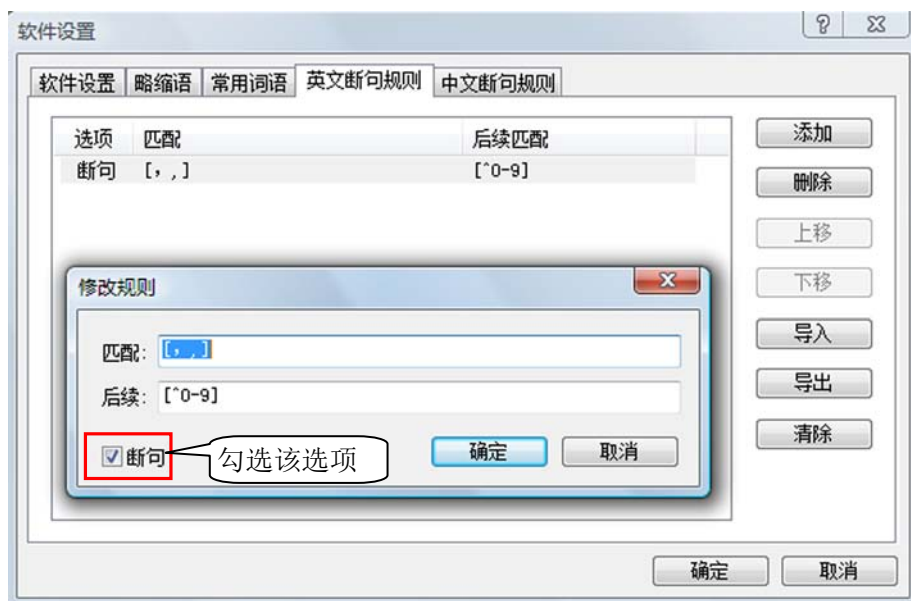 软件设置
软件设置 略缩语 常用词语 英文断句规则 中文断句规则
选项 匹配 后续匹配
断句 [，,] [^0-9]
添加
删除
上移
下移
导入
导出
清除
修改规则
匹配: [，,]
后续: [^0-9]
断句
勾选该选项
确定 取消
确定 取消